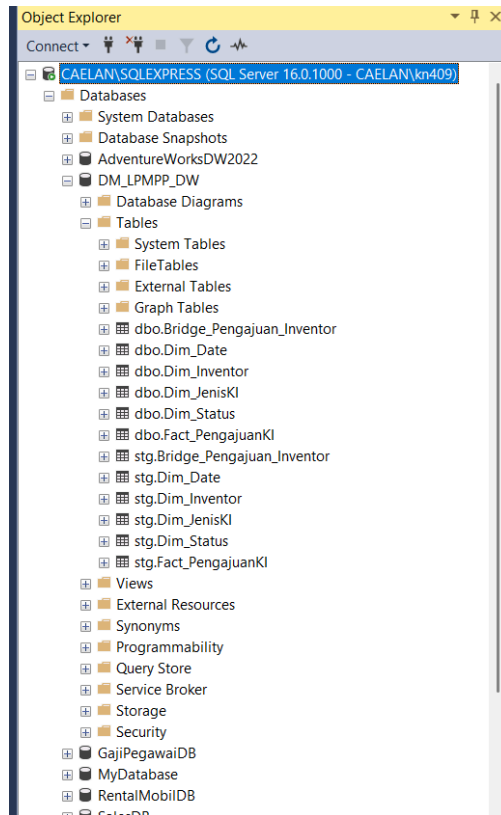 Object Explorer
Connect
CAELAN\SQLEXPRESS (SQL Server 16.0.1000 - CAELAN\kn409)
Databases
System Databases
Database Snapshots
AdventureWorksDW2022
DM_LPMPP_DW
Database Diagrams
Tables
System Tables
FileTables
External Tables
Graph Tables
dbo.Bridge_Pengajuan_Inventor
dbo.Dim_Date
dbo.Dim_Inventor
dbo.Dim_JenisKI
dbo.Dim_Status
dbo.Fact_PengajuanKI
stg.Bridge_Pengajuan_Inventor
stg.Dim_Date
stg.Dim_Inventor
stg.Dim_JenisKI
stg.Dim_Status
stg.Fact_PengajuanKI
Views
External Resources
Synonyms
Programmability
Query Store
Service Broker
Storage
Security
GajiPegawaiDB
MyDatabase
RentalMobilDB
SalesDB